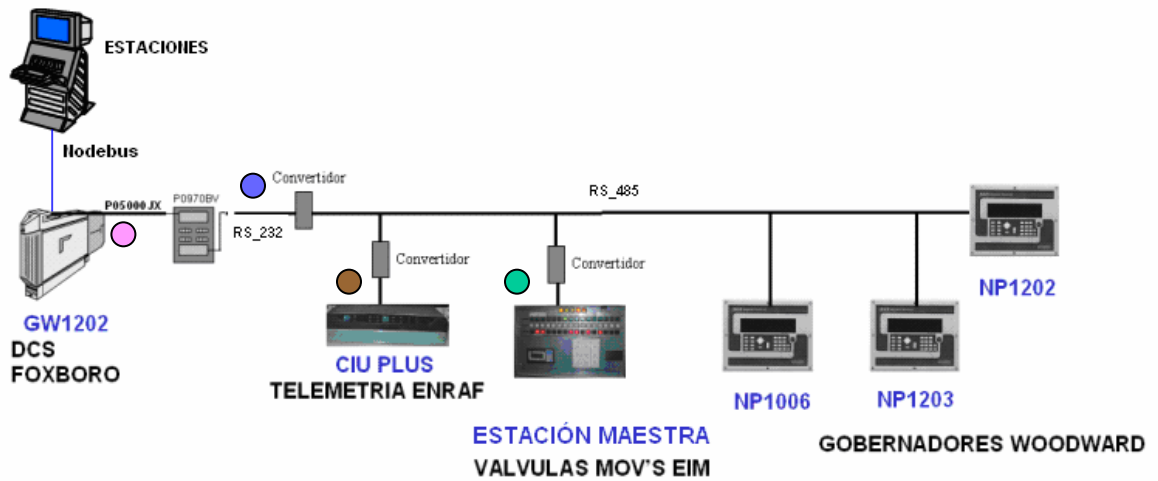 ESTACIONES
Nodebus
P05000JX
P0970BV
Convertidor
RS_232
RS_485
Convertidor
Convertidor
NP1202
GW1202
DCS
FOXBORO
CIU PLUS
TELEMETRIA ENRAF
ESTACIÓN MAESTRA
VALVULAS MOV'S EIM
NP1006
NP1203
GOBERNADORES WOODWARD